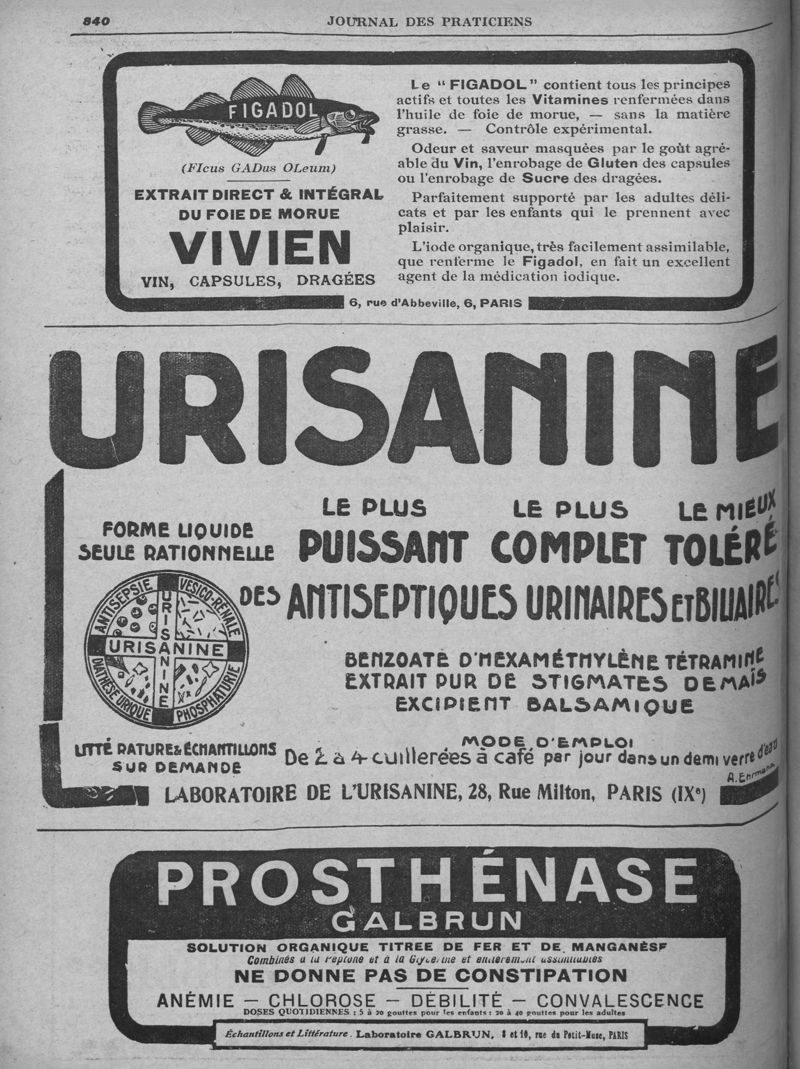 840
JOURNAL DES PRATICIENS
FIGADOL
(FIcus GADus OLeum)
EXTRAIT DIRECT & INTÉGRAL
DU FOIE DE MORUE
VIVIEN
VIN, CAPSULES, DRAGÉES
Le “ FIGADOL ” contient tous les principes
actifs et toutes les Vitamines renfermées dans
l'huile de foie de morue, — sans la matière
grasse. — Contrôle expérimental.
Odeur et saveur masquées par le goût agré-
able du Vin, l'enrobage de Gluten des capsules
ou l'enrobage de Sucre des dragées.
Parfaitement supporté par les adultes déli-
cats et par les enfants qui le prennent avec
plaisir.
L'iode organique, très facilement assimilable,
que renferme le Figadol, en fait un excellent
agent de la médication iodique.
6, rue d'Abbeville, 6, PARIS
URISANINE
FORME LIQUIDE
SEULE RATIONNELLE
LE PLUS LE PLUS LE MIEUX
PUISSANT COMPLET TOLÉRÉ
DES ANTISEPTIQUES URINAIRES ET BILIAIRES
ANTISEPSIE VESICO-RENALE
URISANINE
URISANINE
DIATHÈSE URIQUE PHOSPHATURIE
BENZOATE D'HEXAMÉTHYLÈNE TÉTRAMINE
EXTRAIT PUR DE STIGMATES DE MAÏS
EXCIPIENT BALSAMIQUE
LITTÉRATURE & ÉCHANTILLONS
SUR DEMANDE
MODE D'EMPLOI
De 2 à 4 cuillerées à café par jour dans un demi verre d'eau
A. Ehrmann
LABORATOIRE DE L'URISANINE, 28, Rue Milton, PARIS (IXe)
PROSTHÉNASE
GALBRUN
SOLUTION ORGANIQUE TITREE DE FER ET DE MANGANÈSE
Combinés à la Peptone et à la Glycérine et entièrement assimilables
NE DONNE PAS DE CONSTIPATION
ANÉMIE — CHLOROSE — DÉBILITÉ — CONVALESCENCE
DOSES QUOTIDIENNES : 5 à 20 gouttes pour les enfants : 20 à 40 gouttes pour les adultes
Échantillons et Littérature. Laboratoire GALBRUN, 8 et 10, rue du Petit-Musc, PARIS